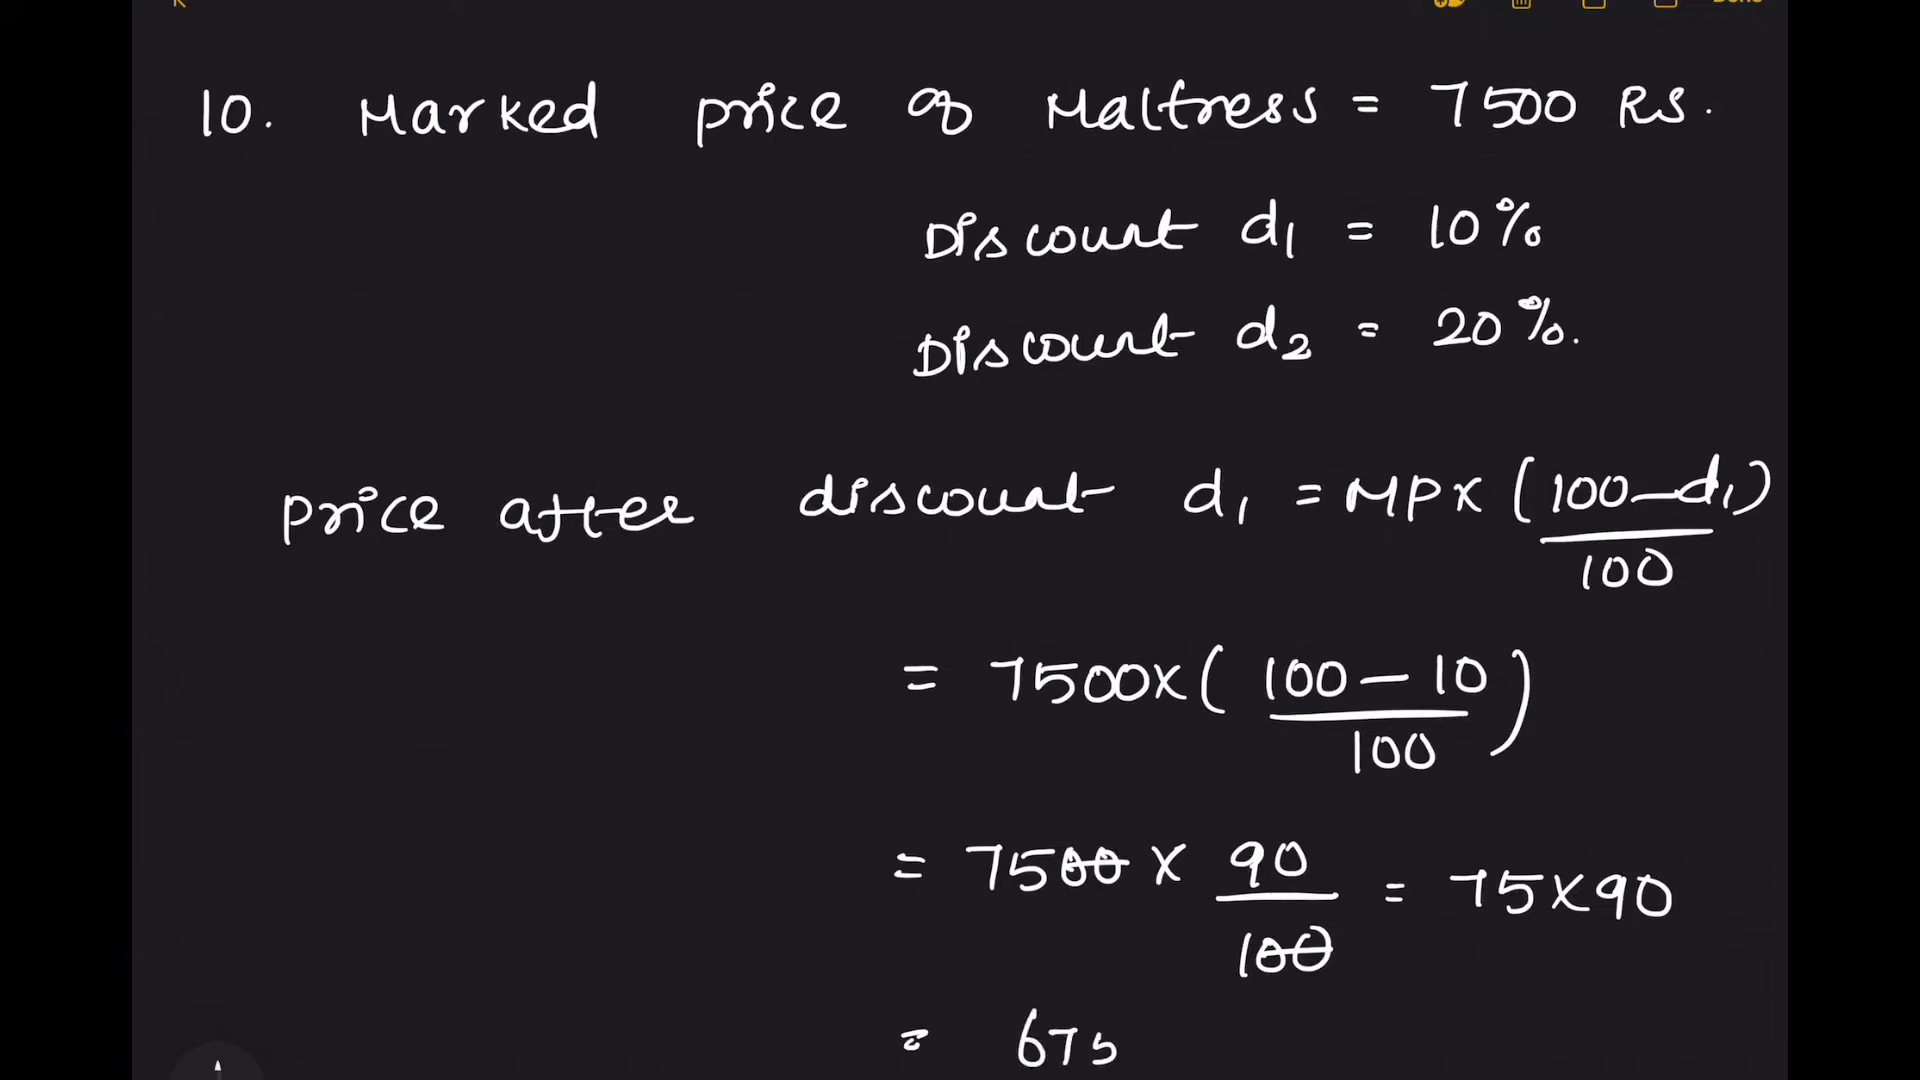 10. Marked price of Mattress = 7500 RS.
Discount d1 = 10%
Discount d2 = 20%.
Price after discount d1 = MP x (100-d1)
100
= 7500 x ( 100 - 10 )
100
= 7500 x 90 = 75 x 90
100
= 675